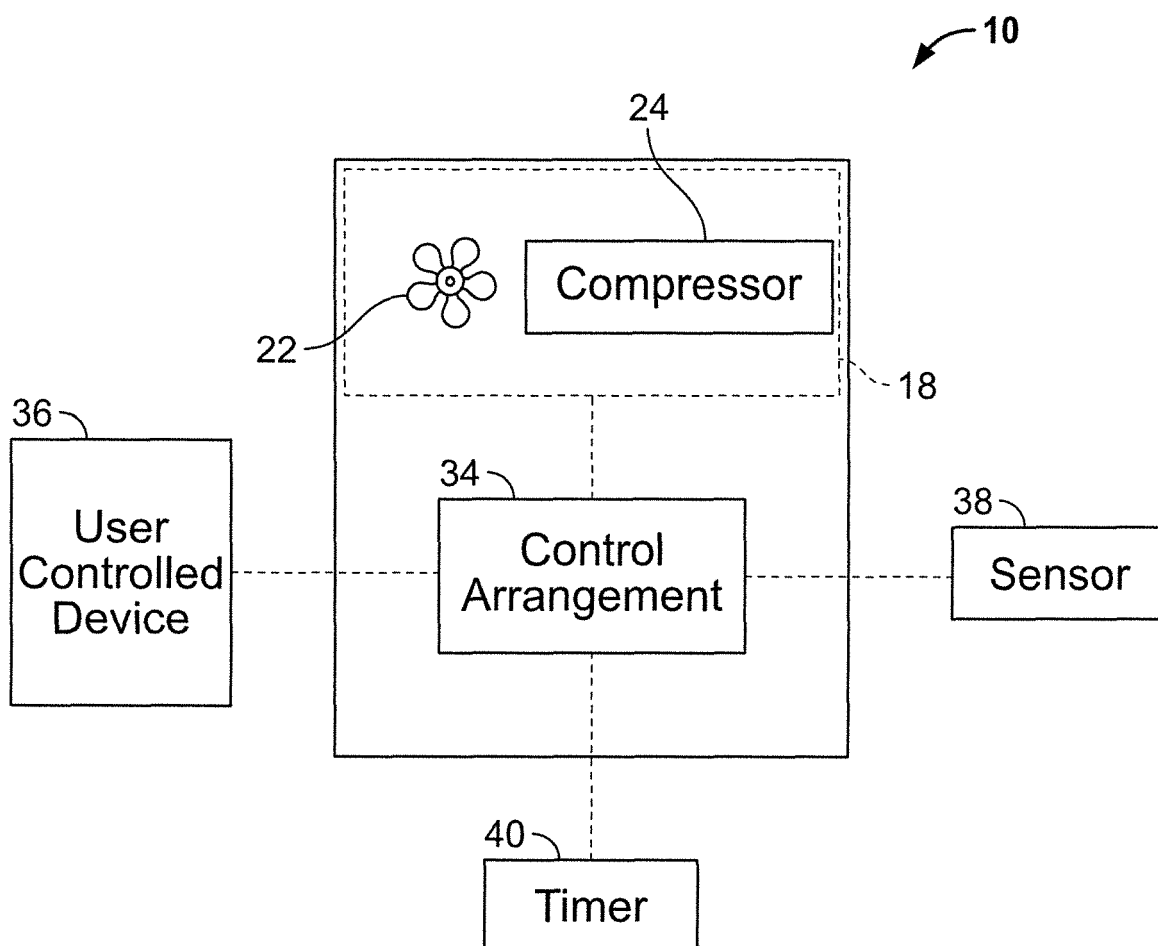 10
24
Compressor
22
18
36
User
Controlled
Device
34
Control
Arrangement
38
Sensor
40
Timer